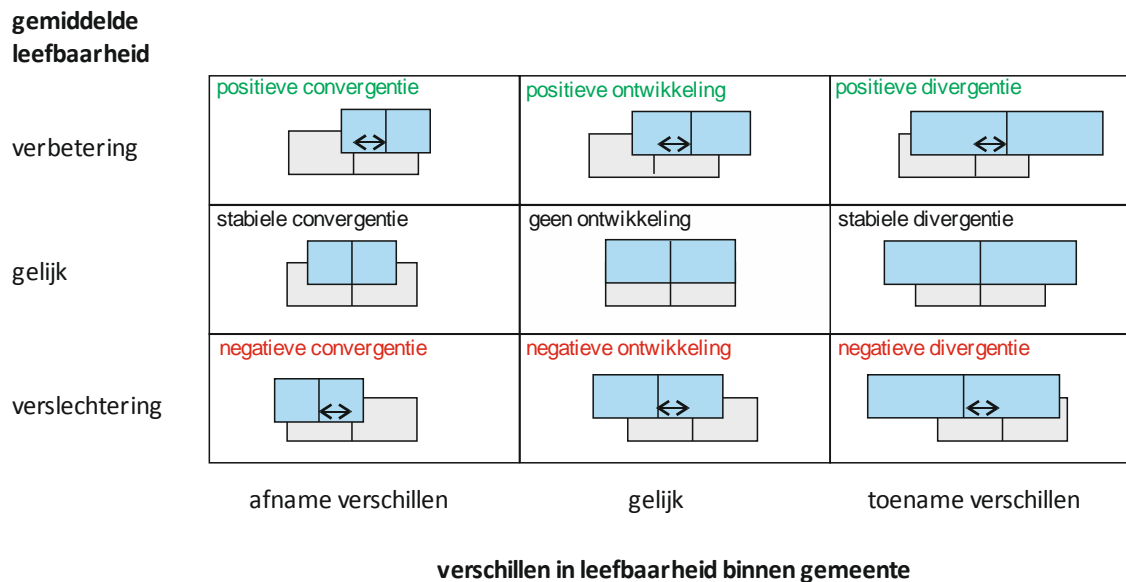 gemiddelde
leefbaarheid
positieve convergentie
positieve ontwikkeling
positieve divergentie
verbetering
stabiele convergentie
geen ontwikkeling
stabiele divergentie
gelijk
negatieve convergentie
negatieve ontwikkeling
negatieve divergentie
verslechtering
afname verschillen
gelijk
toename verschillen
verschillen in leefbaarheid binnen gemeente